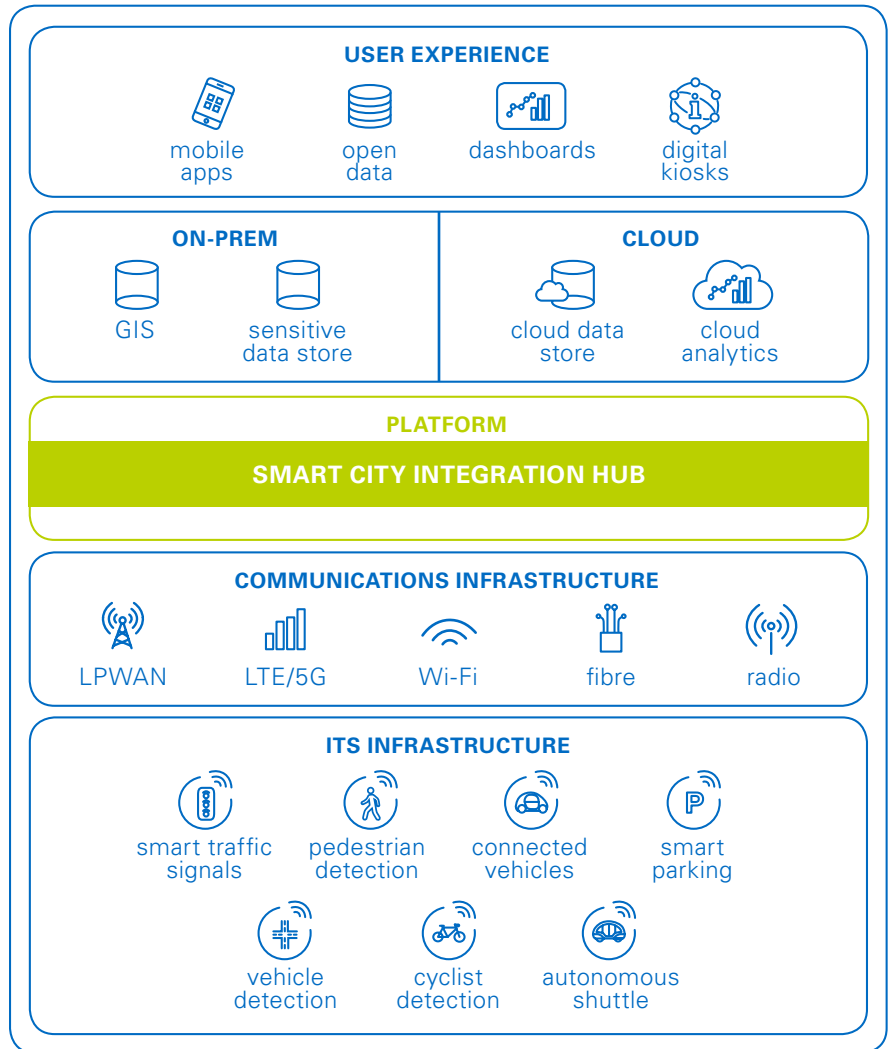 USER EXPERIENCE
mobile apps
open data
dashboards
digital kiosks
ON-PREM
GIS
sensitive data store
CLOUD
cloud data store
cloud analytics
PLATFORM
SMART CITY INTEGRATION HUB
COMMUNICATIONS INFRASTRUCTURE
LPWAN
LTE/5G
Wi-Fi
fibre
radio
ITS INFRASTRUCTURE
smart traffic signals
pedestrian detection
connected vehicles
P
smart parking
vehicle detection
cyclist detection
autonomous shuttle